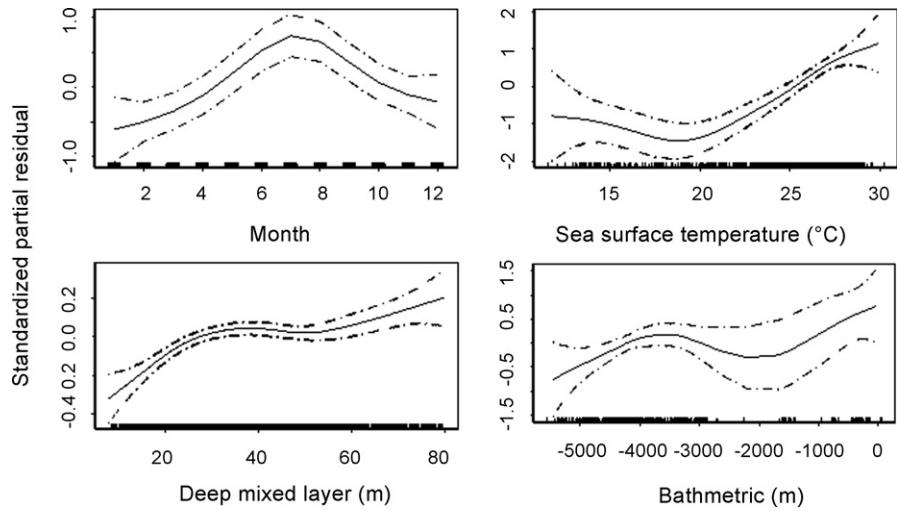 Standardized partial residual
1.0
0.0
-1.0
2 4 6 8 10 12
Month
2
1
0
-1
-2
15 20 25 30
Sea surface temperature (°C)
0.2
0.0
0.2
-0.4
20 40 60 80
Deep mixed layer (m)
1.5
0.5
-0.5
-1.5
-5000 -4000 -3000 -2000 -1000 0
Bathmetric (m)